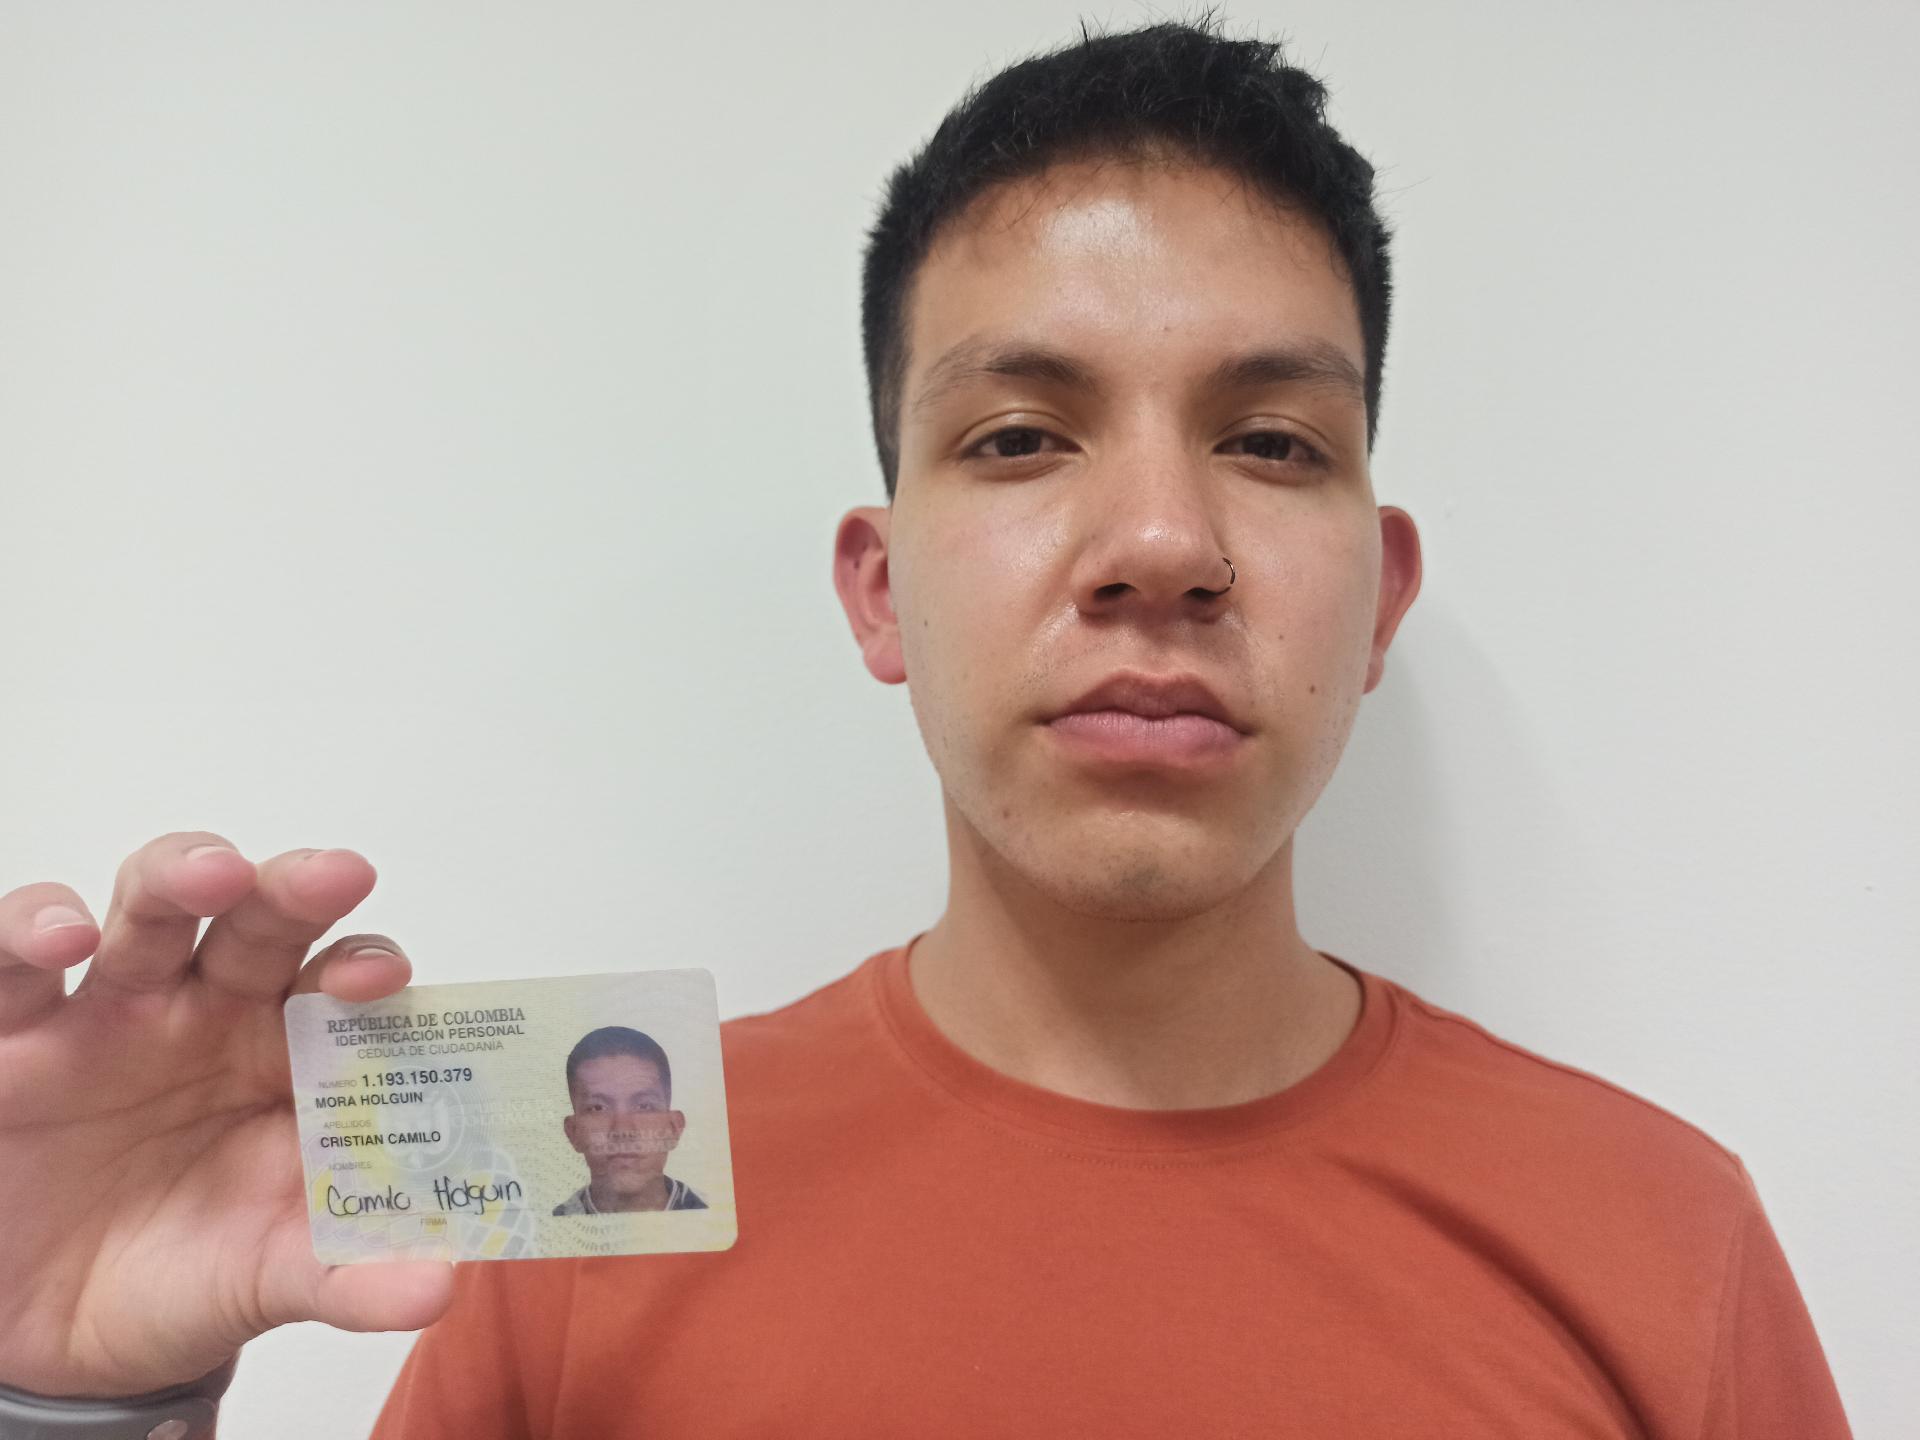 REPÚBLICA DE COLOMBIA
IDENTIFICACIÓN PERSONAL
CEDULA DE CIUDADANIA
NUMERO 1.193.150.379
MORA HOLGUIN
APELLIDOS
CRISTIAN CAMILO
NOMBRES
Camilo Holguin
FIRMA